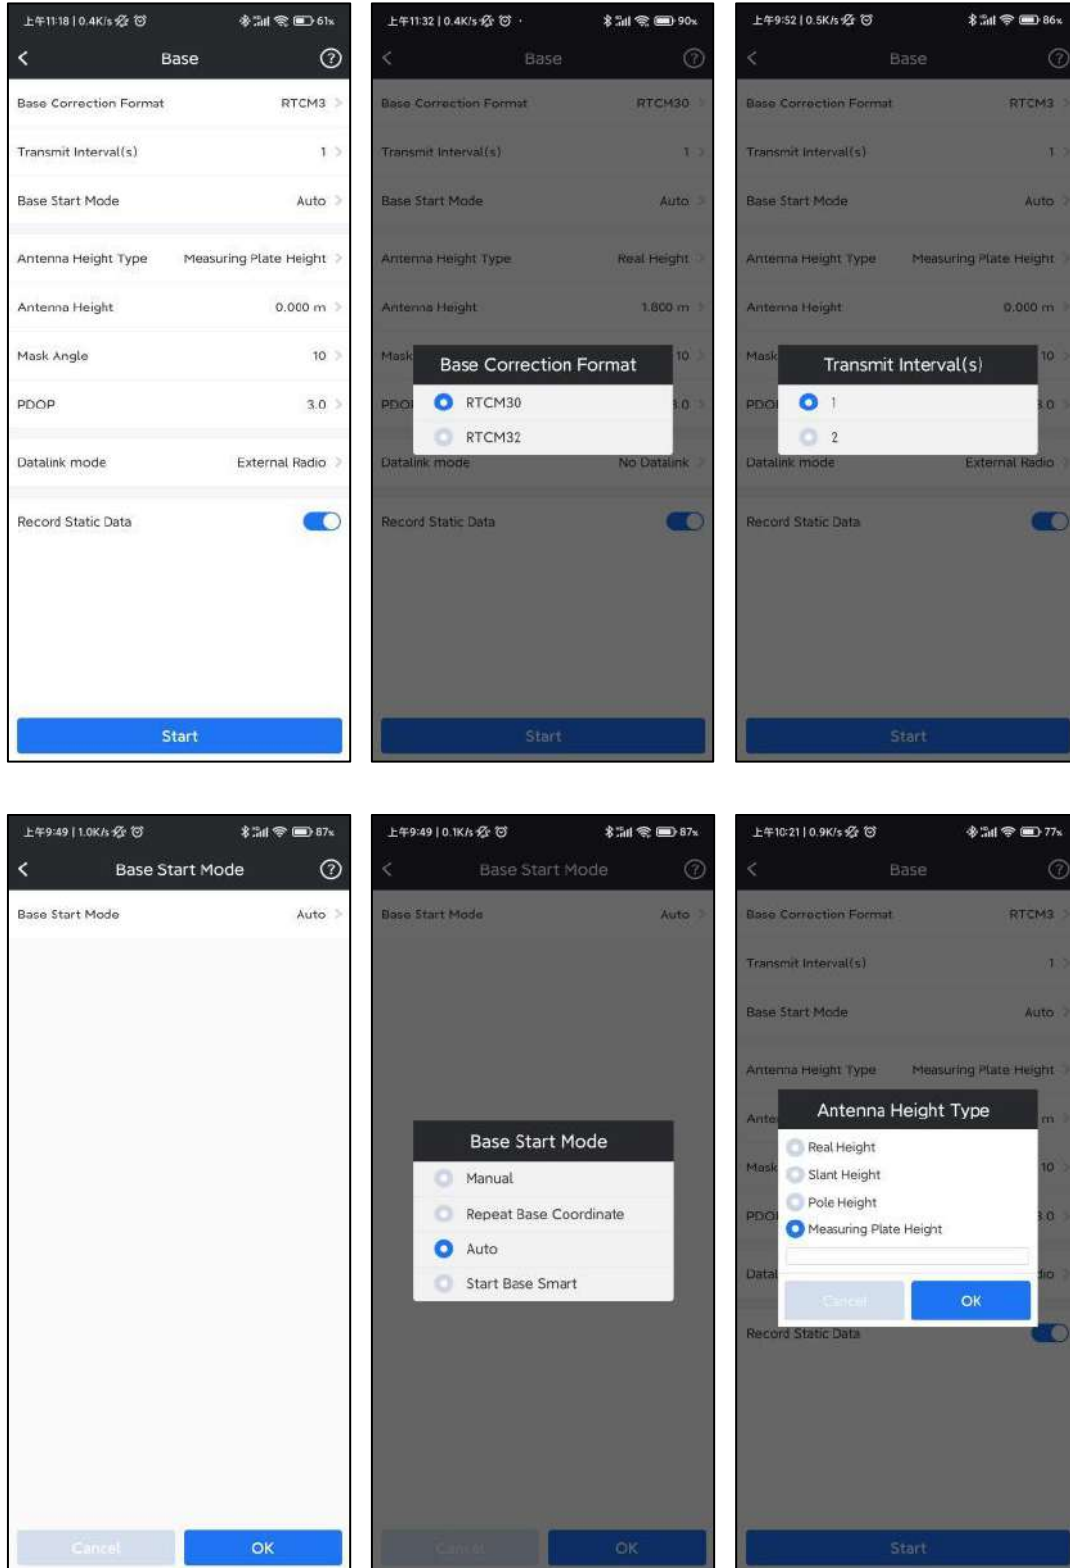 上午11:18 | 0.4K/s 61%
Base
Base Correction Format RTCM3
Transmit Interval(s) 1
Base Start Mode Auto
Antenna Height Type Measuring Plate Height
Antenna Height 0.000 m
Mask Angle 10
PDOP 3.0
Datalink mode External Radio
Record Static Data
Start
上午11:32 | 0.4K/s 90%
Base
Base Correction Format RTCM30
Transmit Interval(s) 1
Base Start Mode Auto
Antenna Height Type Real Height
Antenna Height 1.800 m
Mask 10
Base Correction Format
RTCM30
RTCM32
Datalink mode No Datalink
Record Static Data
Start
上午9:52 | 0.5K/s 86%
Base
Base Correction Format RTCM3
Transmit Interval(s) 1
Base Start Mode Auto
Antenna Height Type Measuring Plate Height
Antenna Height 0.000 m
Mask 10
Transmit Interval(s)
1
2
Datalink mode External Radio
Record Static Data
Start
上午9:49 | 1.0K/s 87%
Base Start Mode
Base Start Mode Auto
Cancel OK
上午9:49 | 0.1K/s 87%
Base Start Mode
Base Start Mode Auto
Base Start Mode
Manual
Repeat Base Coordinate
Auto
Start Base Smart
Cancel OK
上午10:21 | 0.9K/s 77%
Base
Base Correction Format RTCM3
Transmit Interval(s) 1
Base Start Mode Auto
Antenna Height Type Measuring Plate Height
Ante m
Antenna Height Type
Real Height
Mask 10
Slant Height
Pole Height
Measuring Plate Height
Cancel OK
Record Static Data
Start